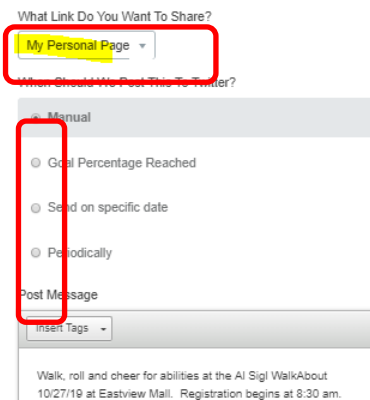 What Link Do You Want To Share?
My Personal Page
When Should We Post This To Twitter?
Manual
Goal Percentage Reached
Send on specific date
Periodically
Post Message
Insert Tags
Walk, roll and cheer for abilities at the Al Sigl WalkAbout
10/27/19 at Eastview Mall. Registration begins at 8:30 am.